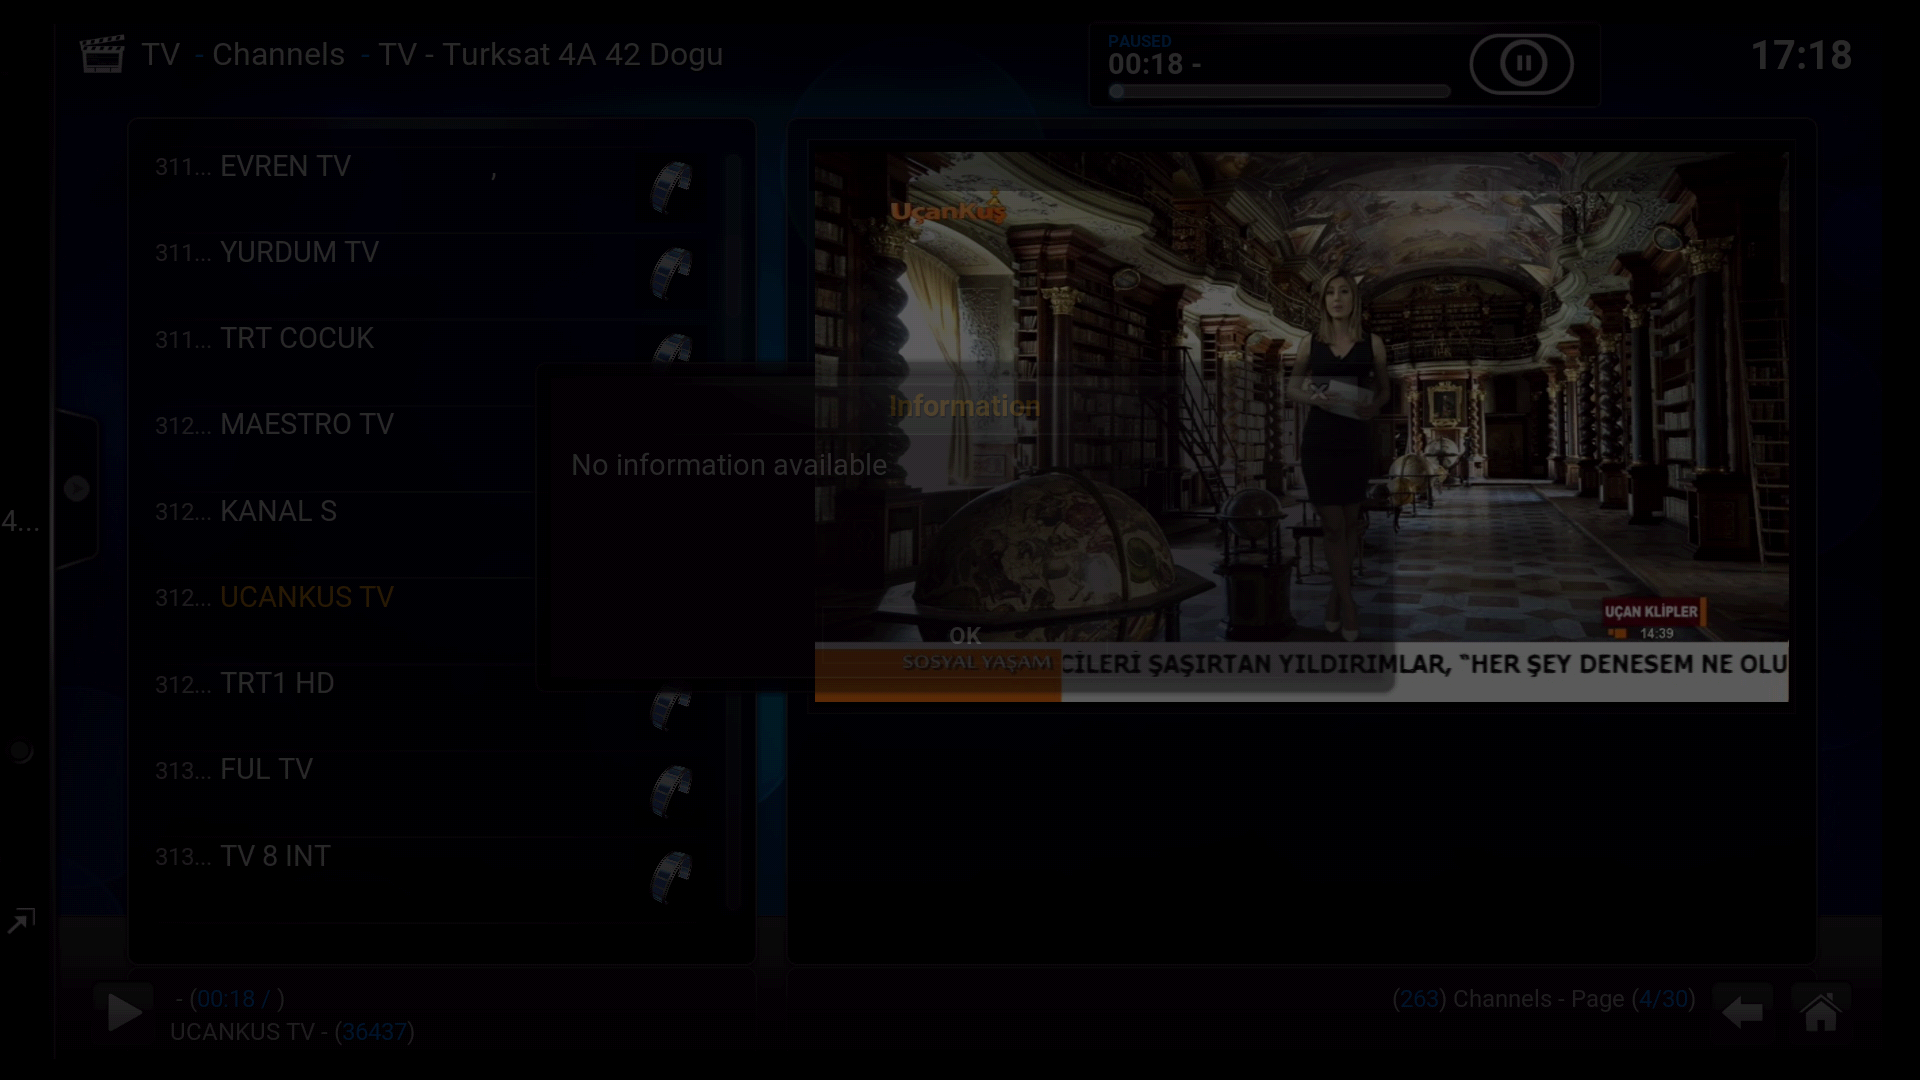 TV - Channels - TV - Turksat 4A 42 Dogu
PAUSED
00:18 -
17:18
311... EVREN TV ,
311... YURDUM TV
311... TRT COCUK
312... MAESTRO TV
312... KANAL S
312... UCANKUS TV
312... TRT1 HD
313... FUL TV
313... TV 8 INT
4...
UçanKuş
Information
No information available
OK
UÇAN KLİPLER
14:39
SOSYAL YAŞAM
CİLERİ ŞAŞIRTAN YILDIRIMLAR, “HER ŞEY DENESEM NE OLU
- (00:18 / )
UCANKUS TV - (36437)
(263) Channels - Page (4/30)